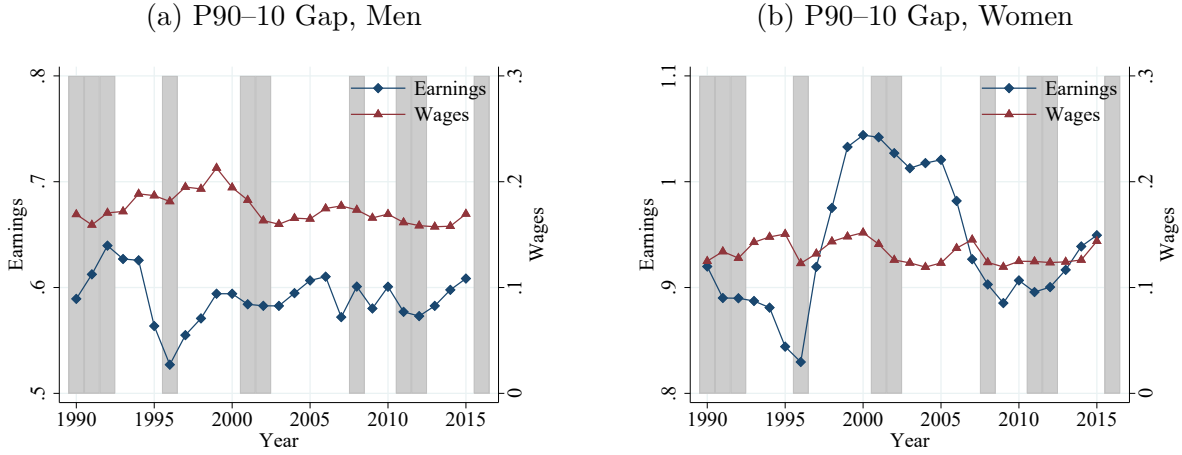 (a) P90–10 Gap, Men
Earnings
Wages
.5 .6 .7 .8
Earnings
0 .1 .2 .3
Wages
1990 1995 2000 2005 2010 2015
Year
(b) P90–10 Gap, Women
Earnings
Wages
.8 .9 1 1.1
Earnings
0 .1 .2 .3
Wages
1990 1995 2000 2005 2010 2015
Year